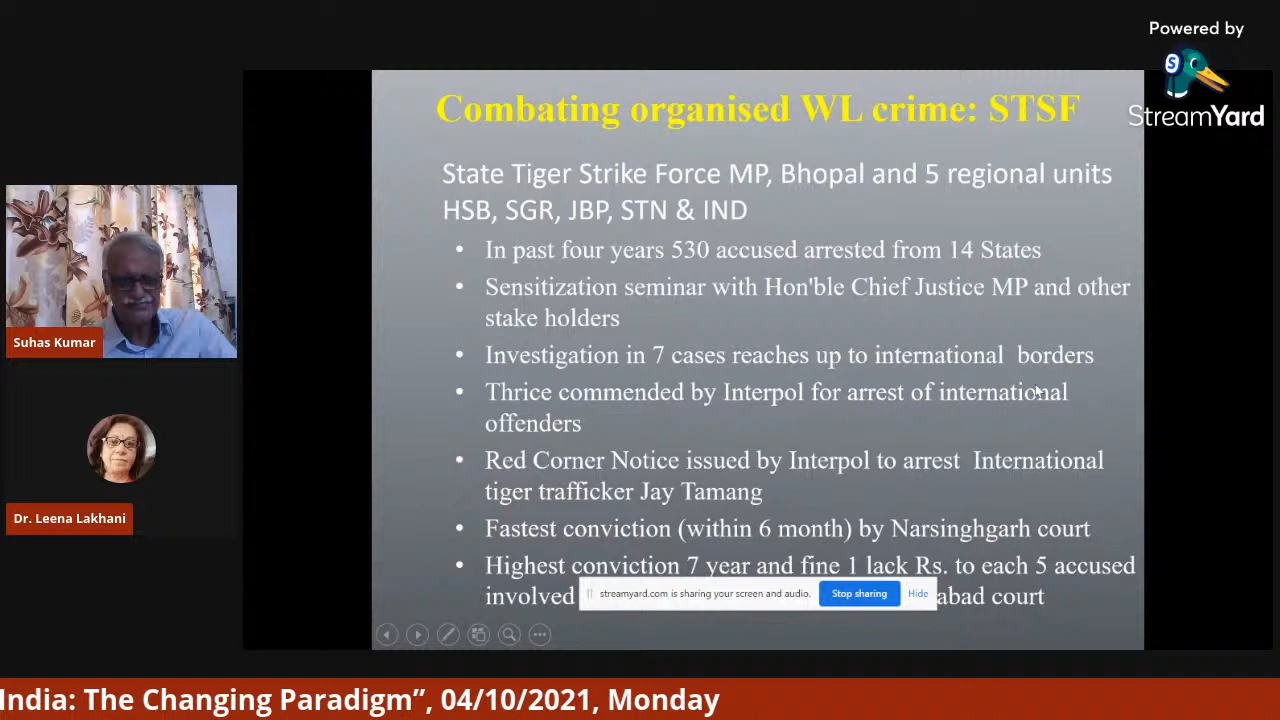 Powered by
StreamYard
Combating organised WL crime: STSF
State Tiger Strike Force MP, Bhopal and 5 regional units
HSB, SGR, JBP, STN & IND
• In past four years 530 accused arrested from 14 States
• Sensitization seminar with Hon'ble Chief Justice MP and other
stake holders
• Investigation in 7 cases reaches up to international borders
• Thrice commended by Interpol for arrest of international
offenders
• Red Corner Notice issued by Interpol to arrest International
tiger trafficker Jay Tamang
• Fastest conviction (within 6 month) by Narsinghgarh court
• Highest conviction 7 year and fine 1 lack Rs. to each 5 accused
involved
abad court
streamyard.com is sharing your screen and audio.
Stop sharing
Hide
Suhas Kumar
Dr. Leena Lakhani
India: The Changing Paradigm”, 04/10/2021, Monday